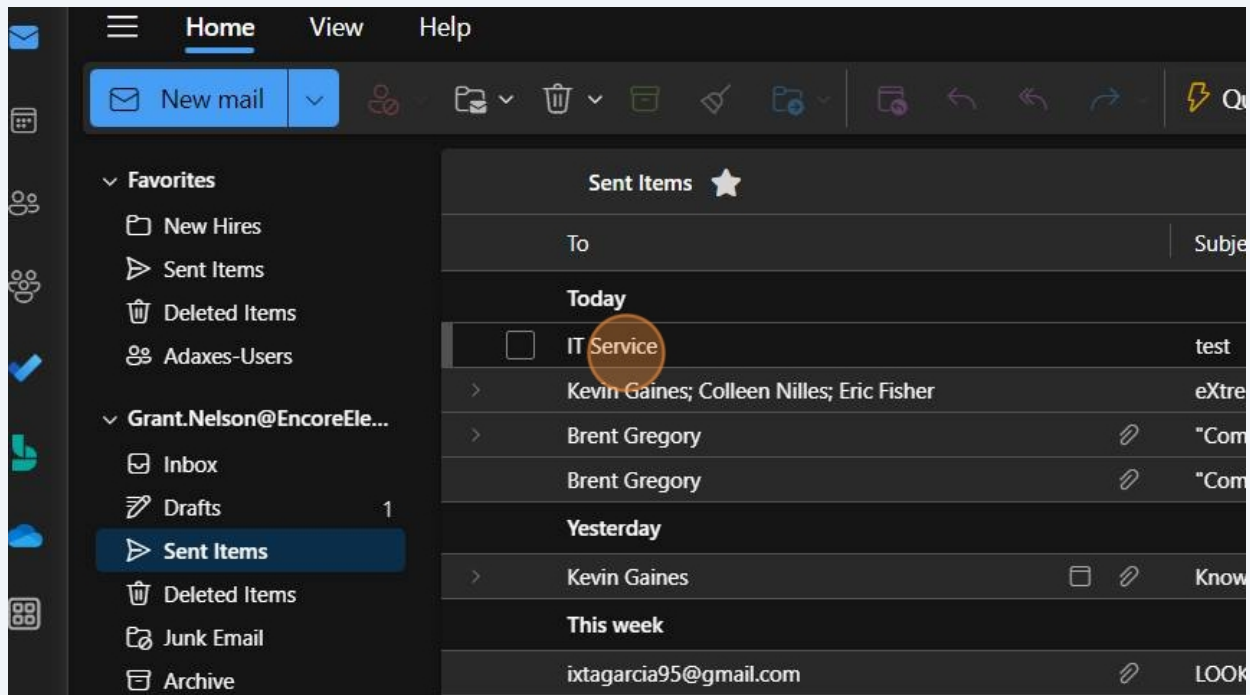 Home View Help
New mail Qu
Favorites
New Hires
Sent Items
Deleted Items
Adaxes-Users
Grant.Nelson@EncoreEle...
Inbox
Drafts 1
Sent Items
Deleted Items
Junk Email
Archive
Sent Items
To Subje
Today
IT Service test
Kevin Gaines; Colleen Nilles; Eric Fisher eXtre
Brent Gregory "Com
Brent Gregory "Com
Yesterday
Kevin Gaines Know
This week
ixtagarcia95@gmail.com LOOK